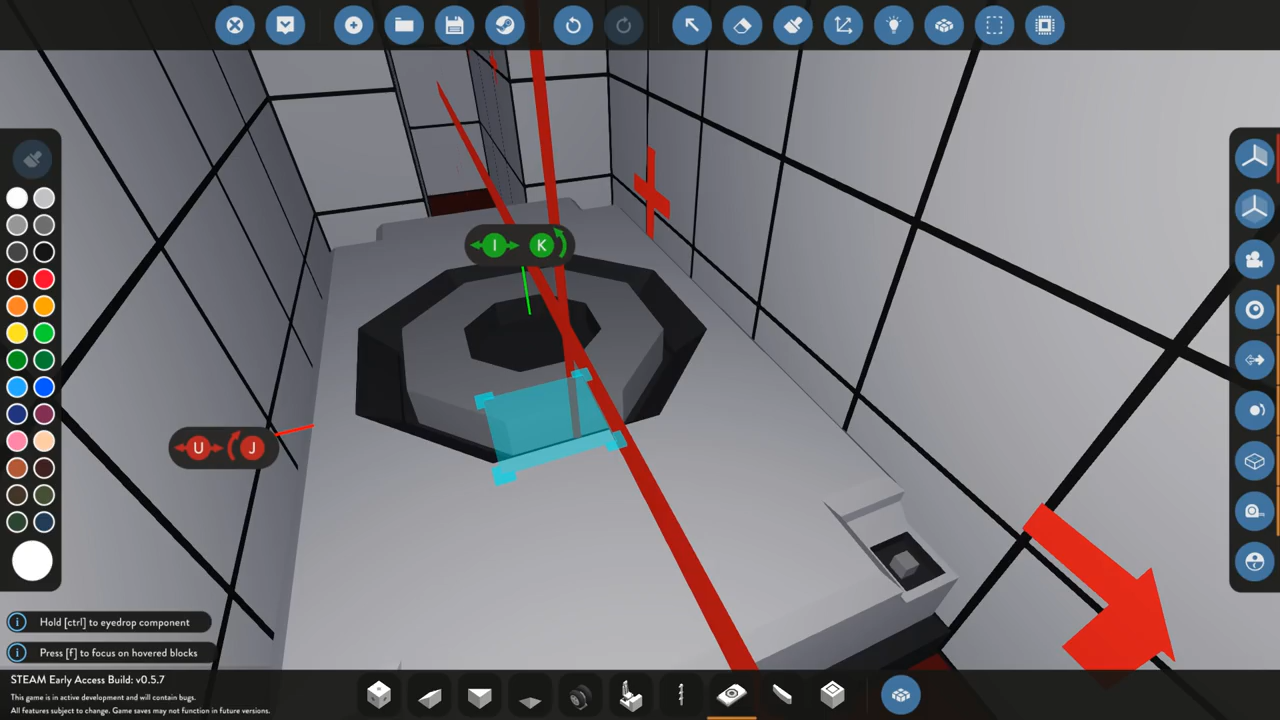 I K
U J
Hold [ctrl] to eyedrop component
Press [f] to focus on hovered blocks
STEAM Early Access Build: v0.5.7
This game is in active development and will contain bugs.
All features subject to change. Game saves may not function in future versions.